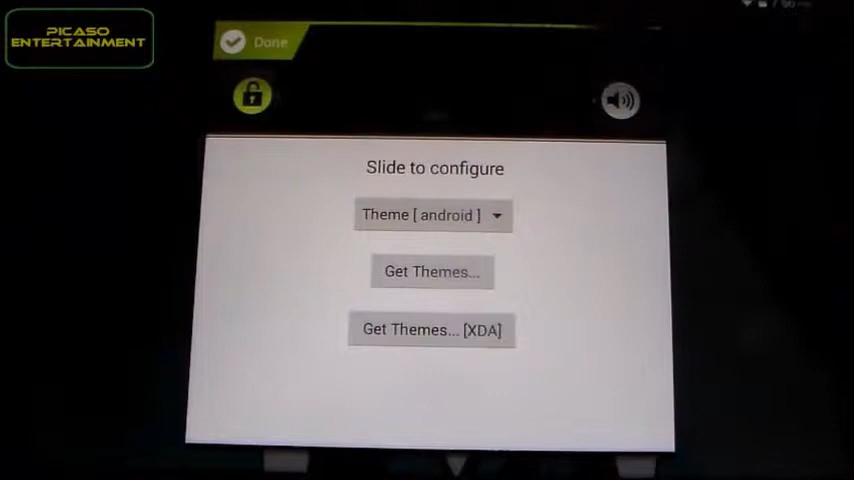 PICASO
ENTERTAINMENT
Done
Slide to configure
Theme [ android ]
Get Themes...
Get Themes... [XDA]